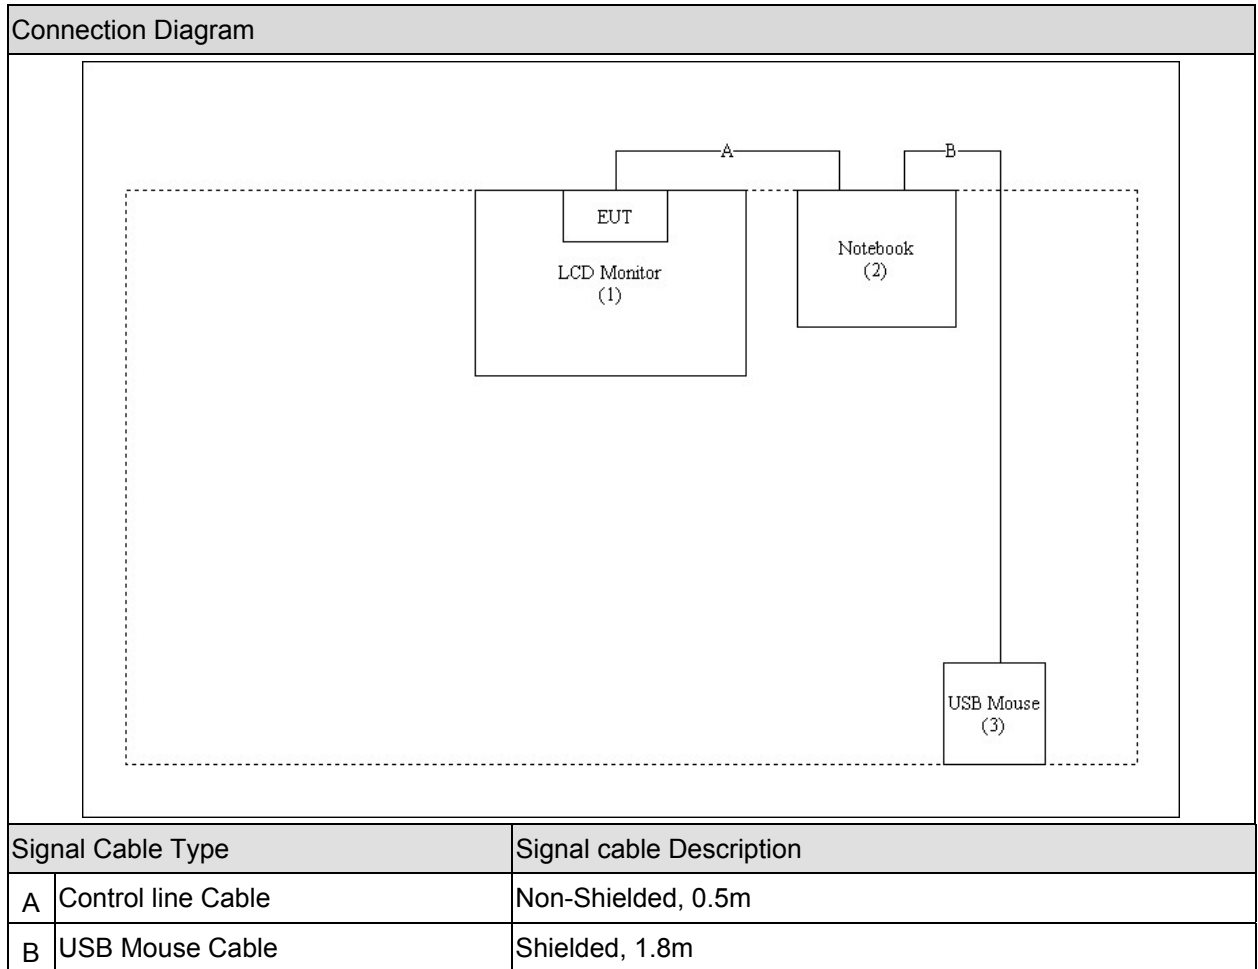 Connection Diagram
A
B
EUT
LCD Monitor
(1)
Notebook
(2)
USB Mouse
(3)
Signal Cable Type Signal cable Description
A Control line Cable Non-Shielded, 0.5m
B USB Mouse Cable Shielded, 1.8m